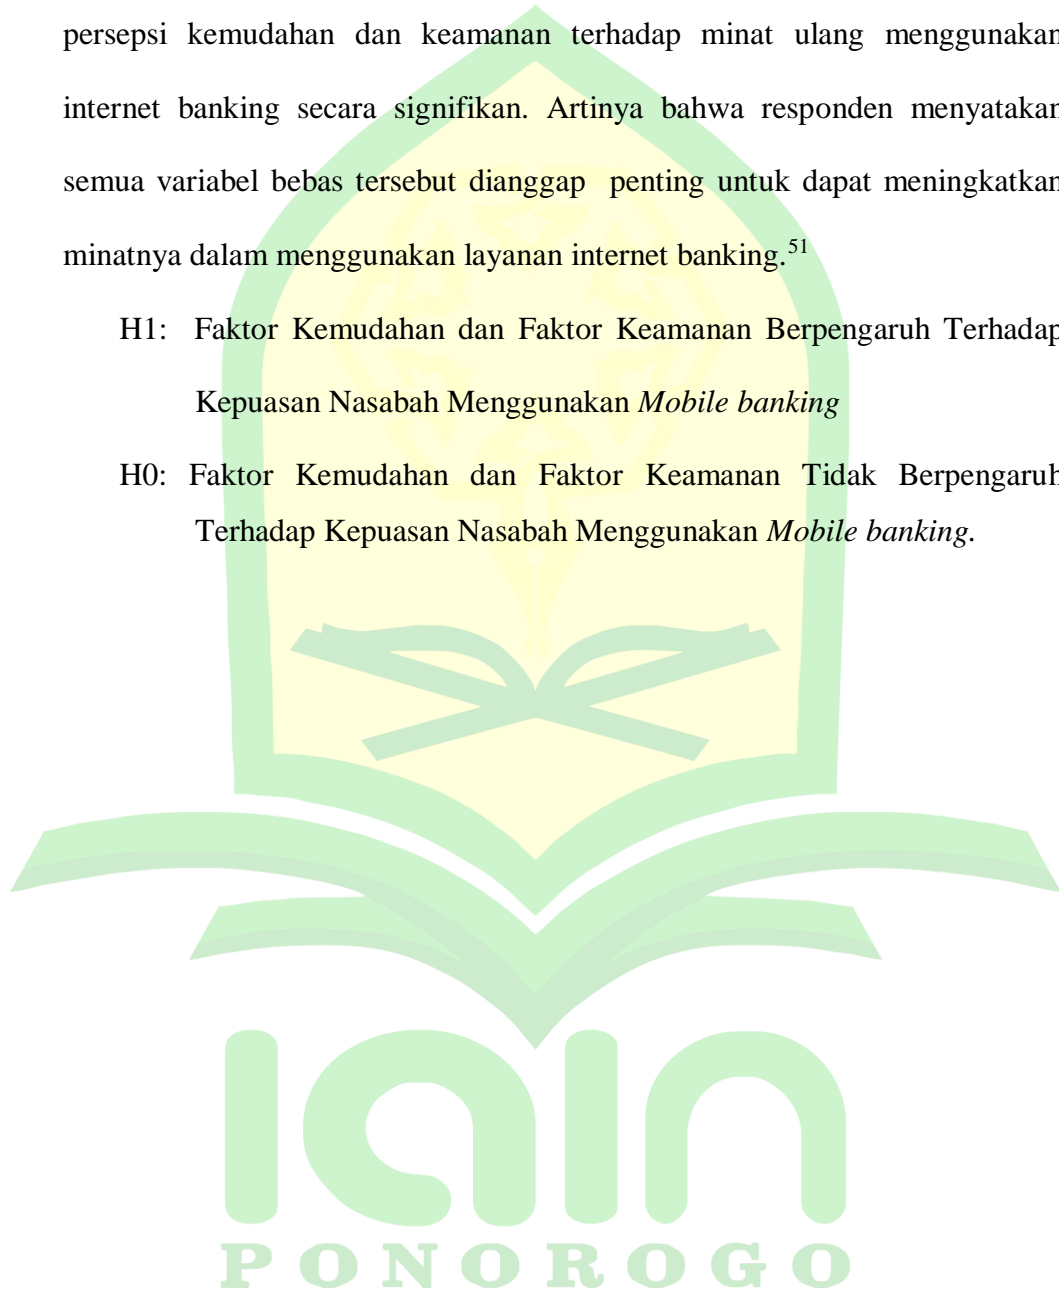 persepsi kemudahan dan keamanan terhadap minat ulang menggunakan
internet banking secara signifikan. Artinya bahwa responden menyatakan
semua variabel bebas tersebut dianggap penting untuk dapat meningkatkan
minatnya dalam menggunakan layanan internet banking.51
H1: Faktor Kemudahan dan Faktor Keamanan Berpengaruh Terhadap
Kepuasan Nasabah Menggunakan Mobile banking
H0: Faktor Kemudahan dan Faktor Keamanan Tidak Berpengaruh
Terhadap Kepuasan Nasabah Menggunakan Mobile banking.
iain
PONOROGO